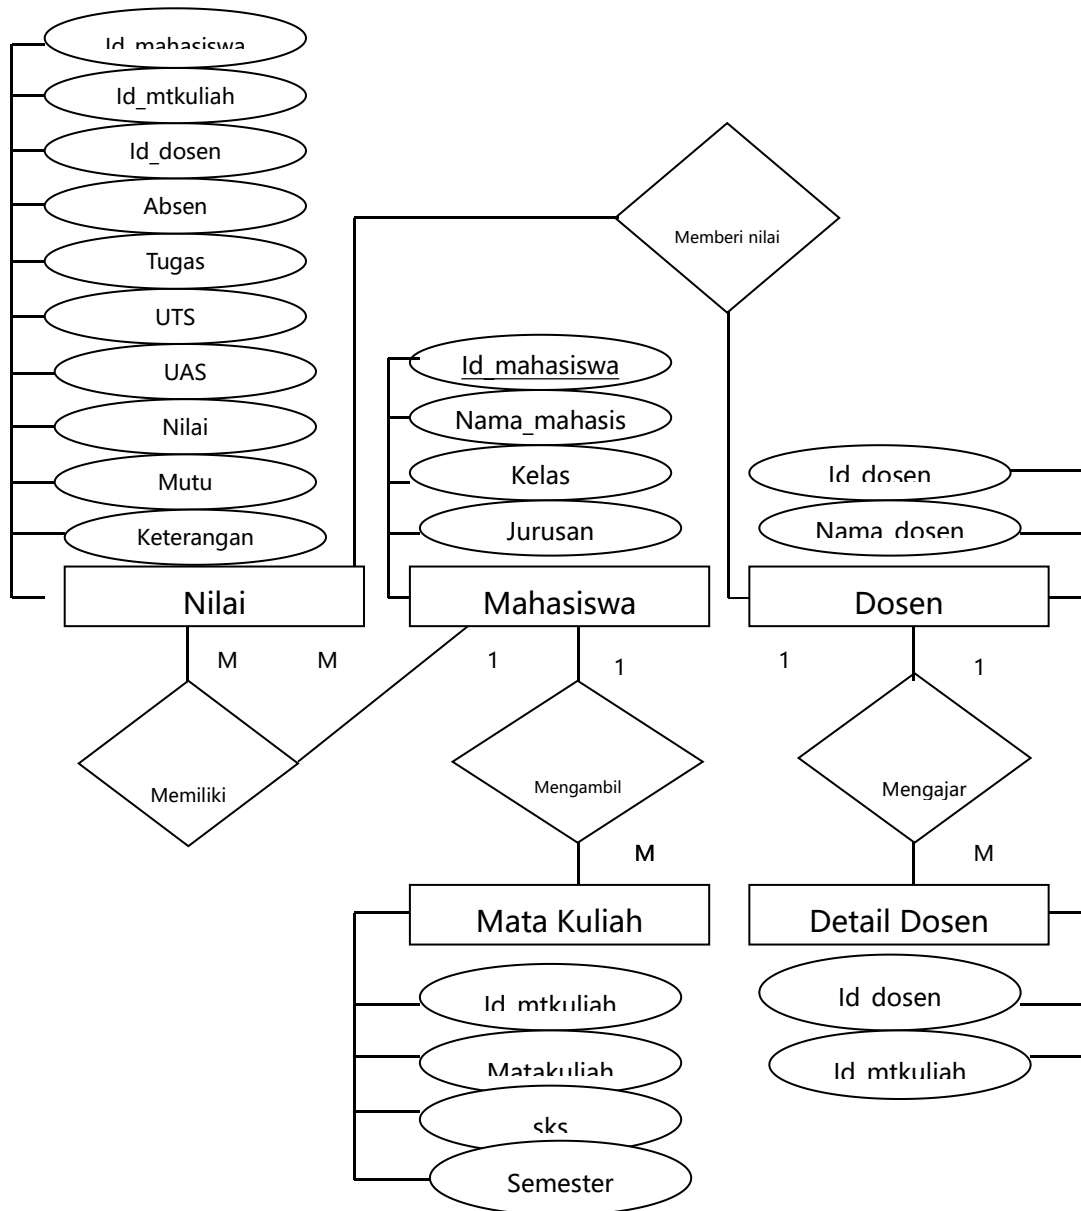 Id_mahasiswa
Id_mtkuliah
Id_dosen
Absen
Tugas
UTS
UAS
Nilai
Mutu
Keterangan
Nilai
Memberi nilai
Id_mahasiswa
Nama_mahasis
Kelas
Jurusan
Mahasiswa
Id_dosen
Nama_dosen
Dosen
M
M
1
1
1
1
Memiliki
Mengambil
Mengajar
M
M
Mata Kuliah
Detail Dosen
Id_mtkuliah
Matakuliah
sks
Semester
Id_dosen
Id_mtkuliah